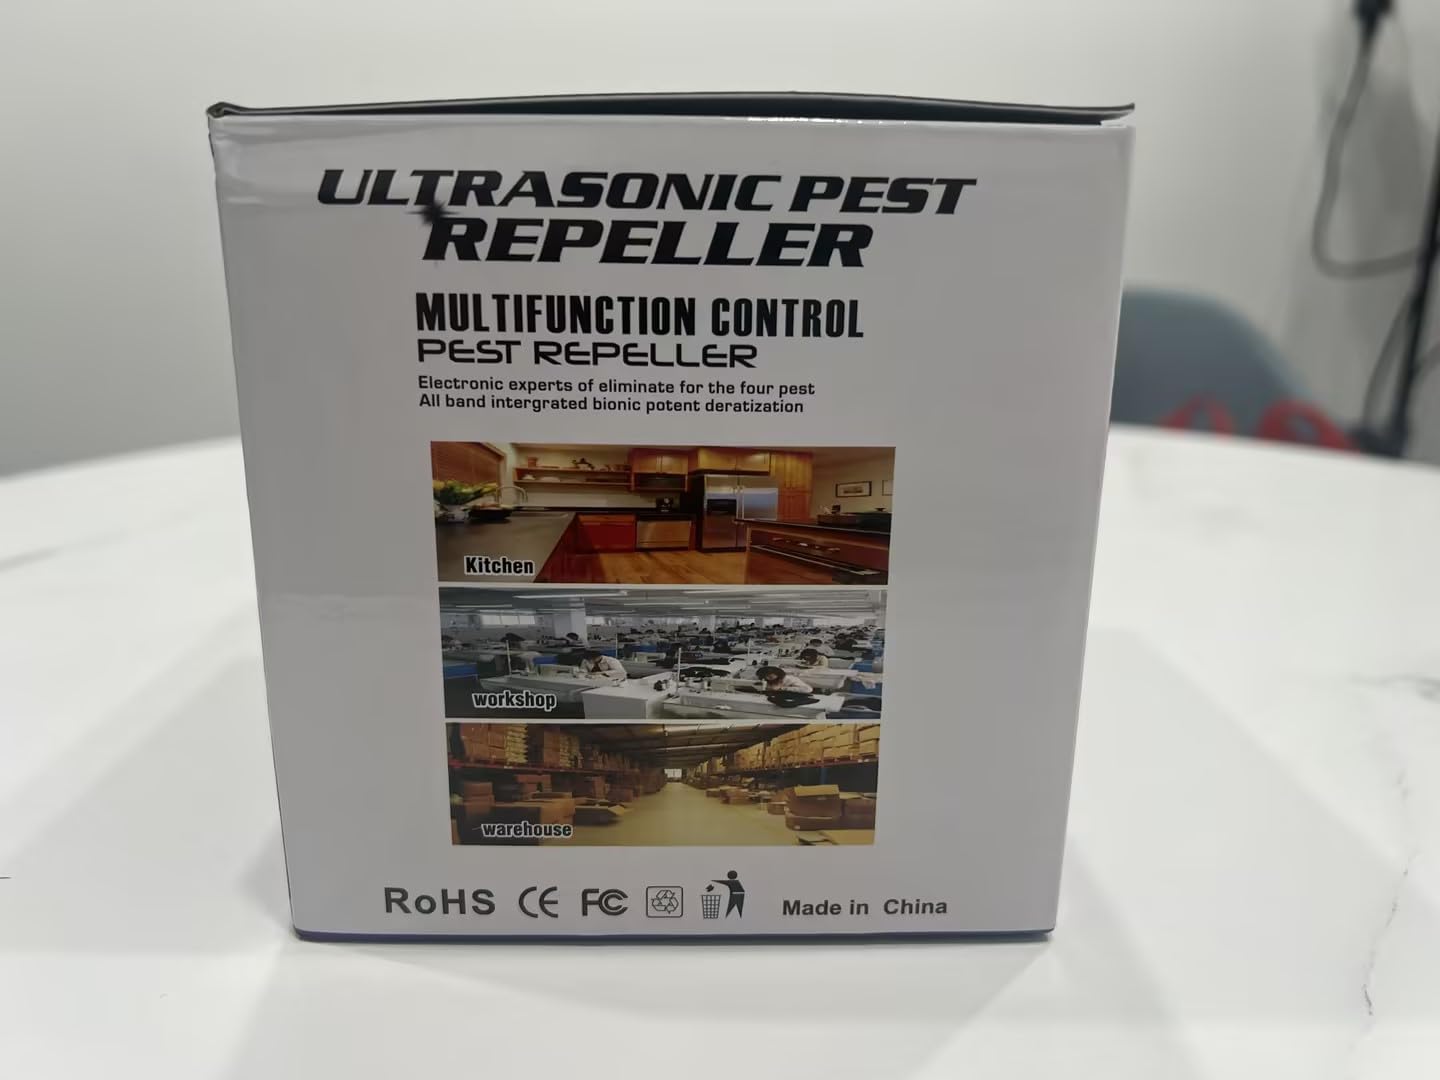 ULTRASONIC PEST
REPELLER
MULTIFUNCTION CONTROL
PEST REPELLER
Electronic experts of eliminate for the four pest
All band intergrated bionic potent deratization
Kitchen
workshop
warehouse
RoHS CE FC Made in China